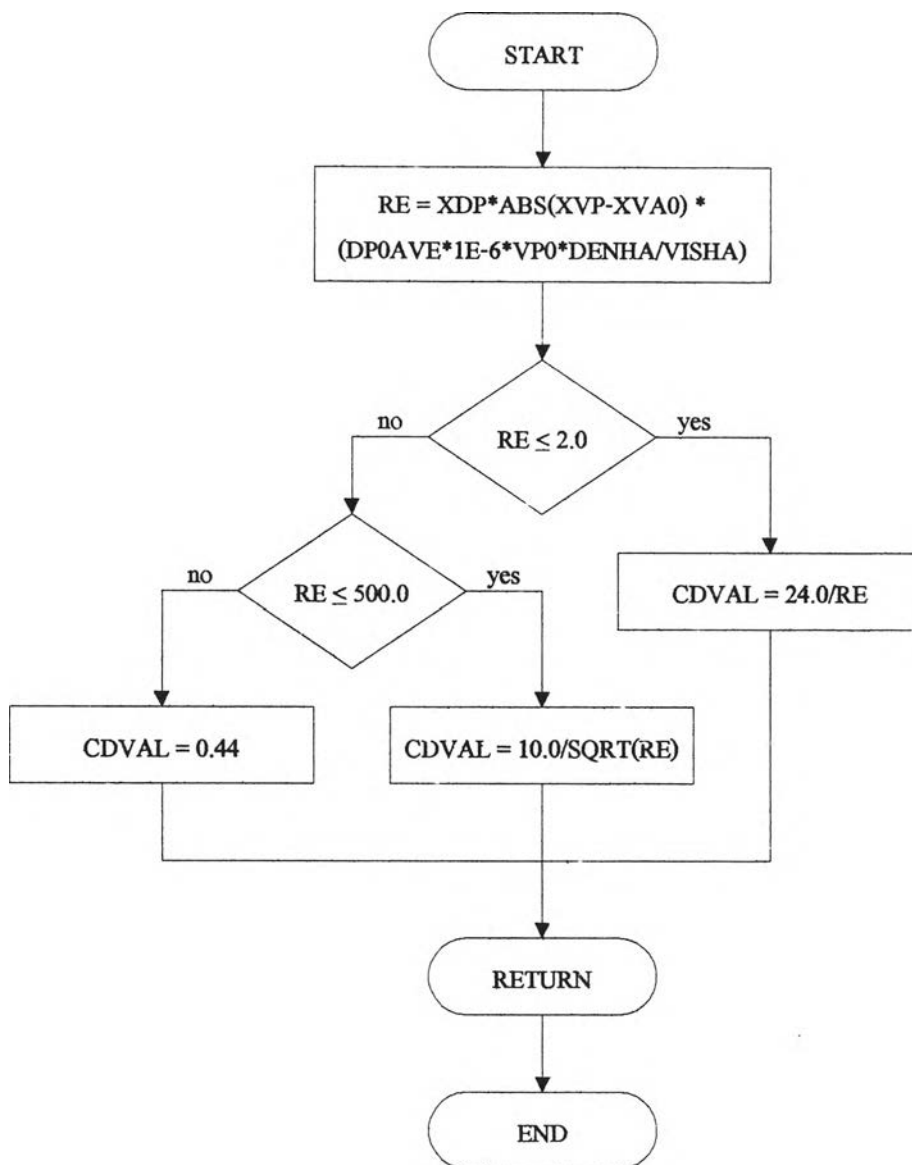 START
RE = XDP*ABS(XVP-XVA0) *
(DP0AVE*1E-6*VP0*DENHA/VISHA)
RE ≤ 2.0
no
yes
RE ≤ 500.0
no
yes
CDVAL = 24.0/RE
CDVAL = 0.44
CDVAL = 10.0/SQRT(RE)
RETURN
END